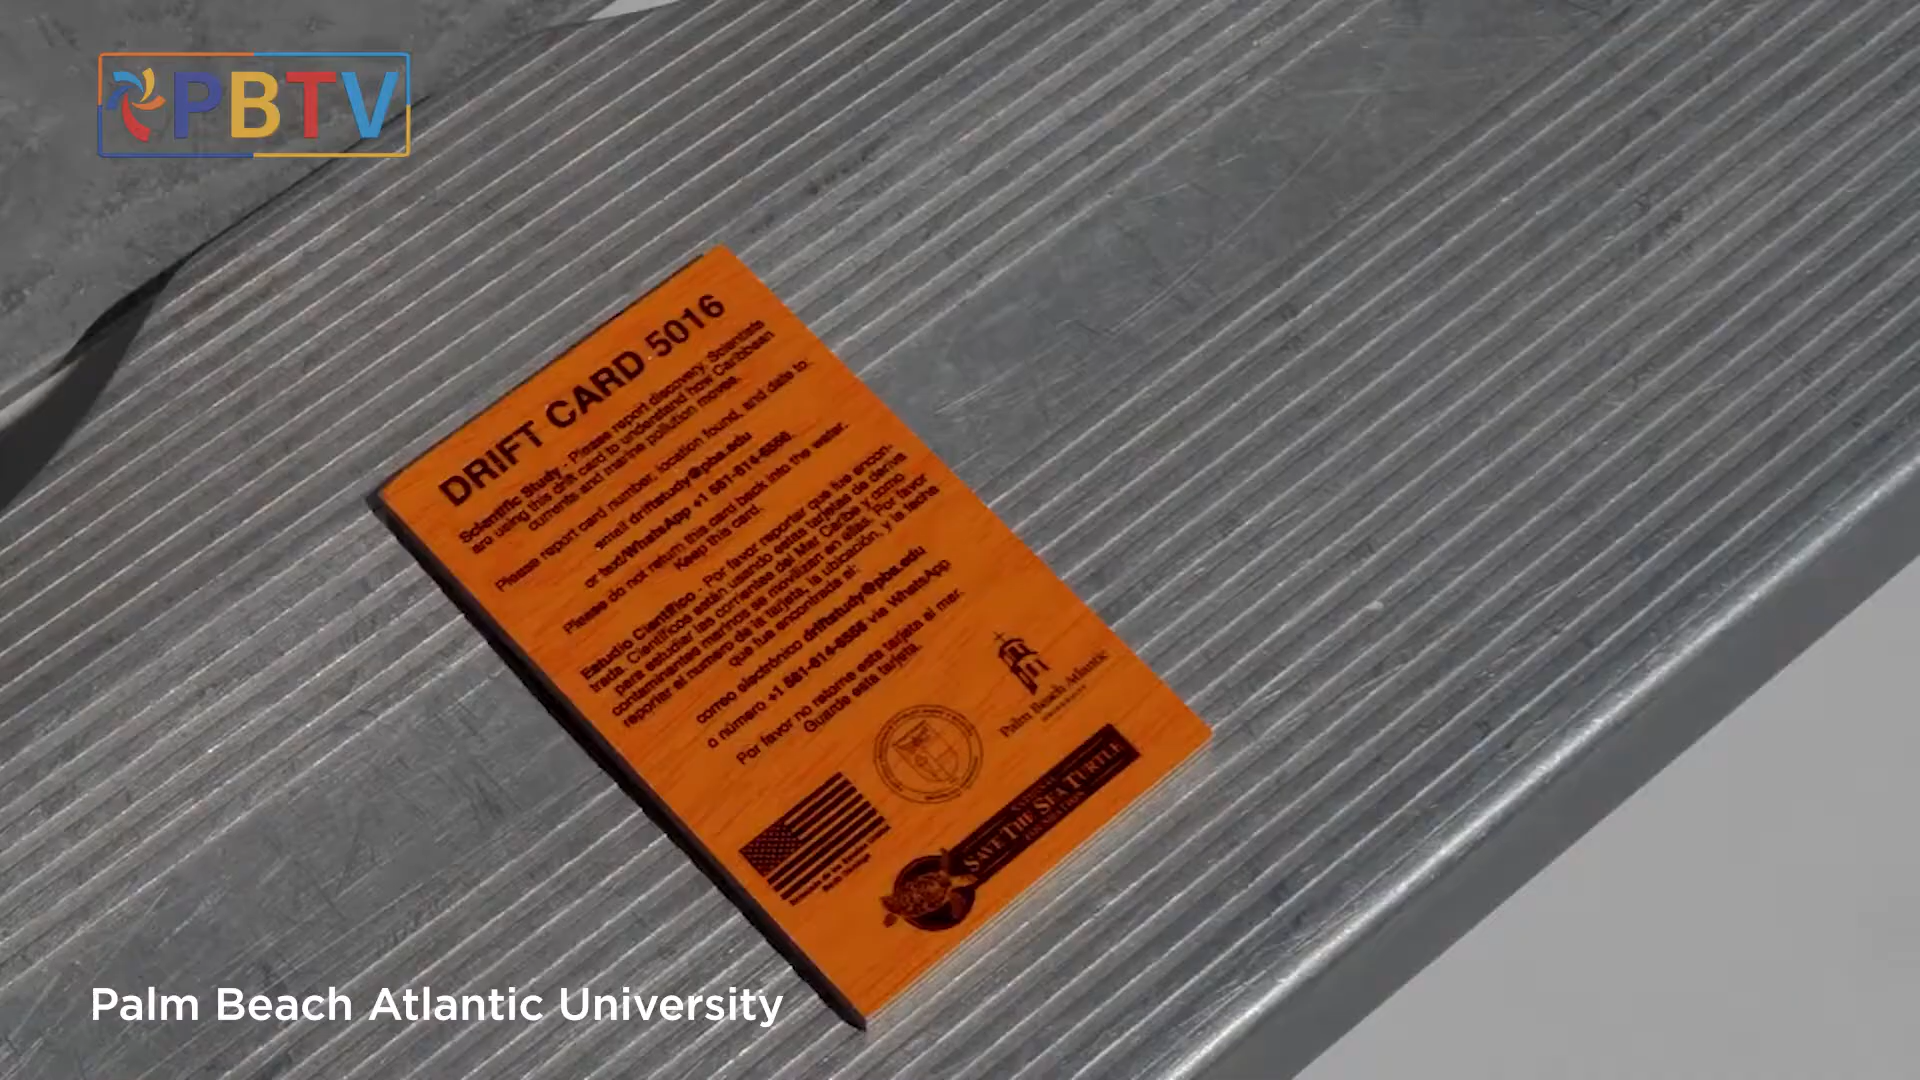 PBTV
DRIFT CARD 5016
Scientific Study - Please report discovery. Scientists
are using this drift card to understand how Caribbean
currents and marine pollution moves.
Please report card number, location found, and date to:
email driftstudy@pba.edu
or text/WhatsApp +1 561-614-6556.
Please do not return this card back into the water.
Keep this card.
Estudio Científico - Por favor reportar que fue encon-
trada. Científicos están usando estas tarjetas de deriva
para estudiar las corrientes del Mar Caribe y como
contaminantes marinos se movilizan en ellas. Por favor
reportar el número de la tarjeta, la ubicación, y la fecha
que fue encontrada al:
correo electrónico driftstudy@pba.edu
o número +1 561-614-6556 via WhatsApp
Por favor no retorne esta tarjeta al mar.
Guarde esta tarjeta.
Palm Beach Atlantic
SAVE THE SEA TURTLE
FOUNDATION
Palm Beach Atlantic University